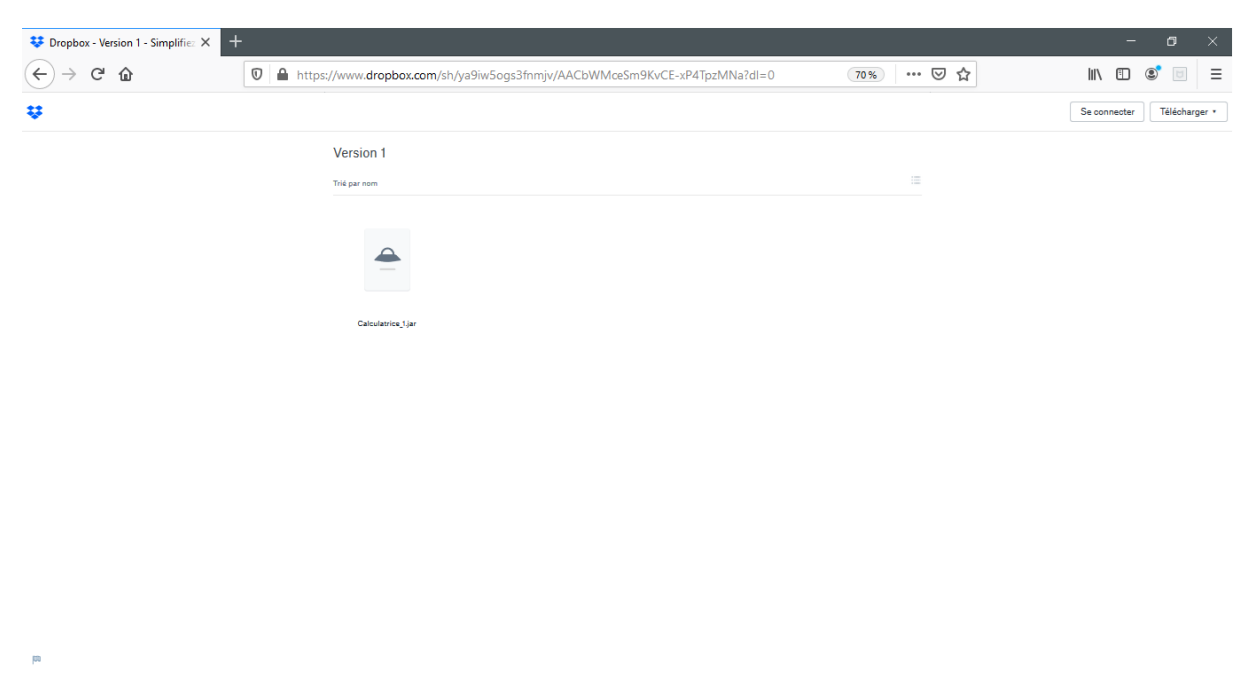 Dropbox - Version 1 - Simplifiez
https://www.dropbox.com/sh/ya9iw5ogs3fnmjv/AACbWMceSm9KvCE-xP4TpzMNa?dl=0
70 %
Se connecter
Télécharger
Version 1
Trié par nom
Calculatrice_1.jar